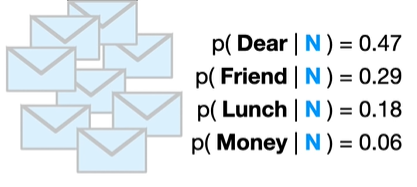 p( Dear | N ) = 0.47
p( Friend | N ) = 0.29
p( Lunch | N ) = 0.18
p( Money | N ) = 0.06